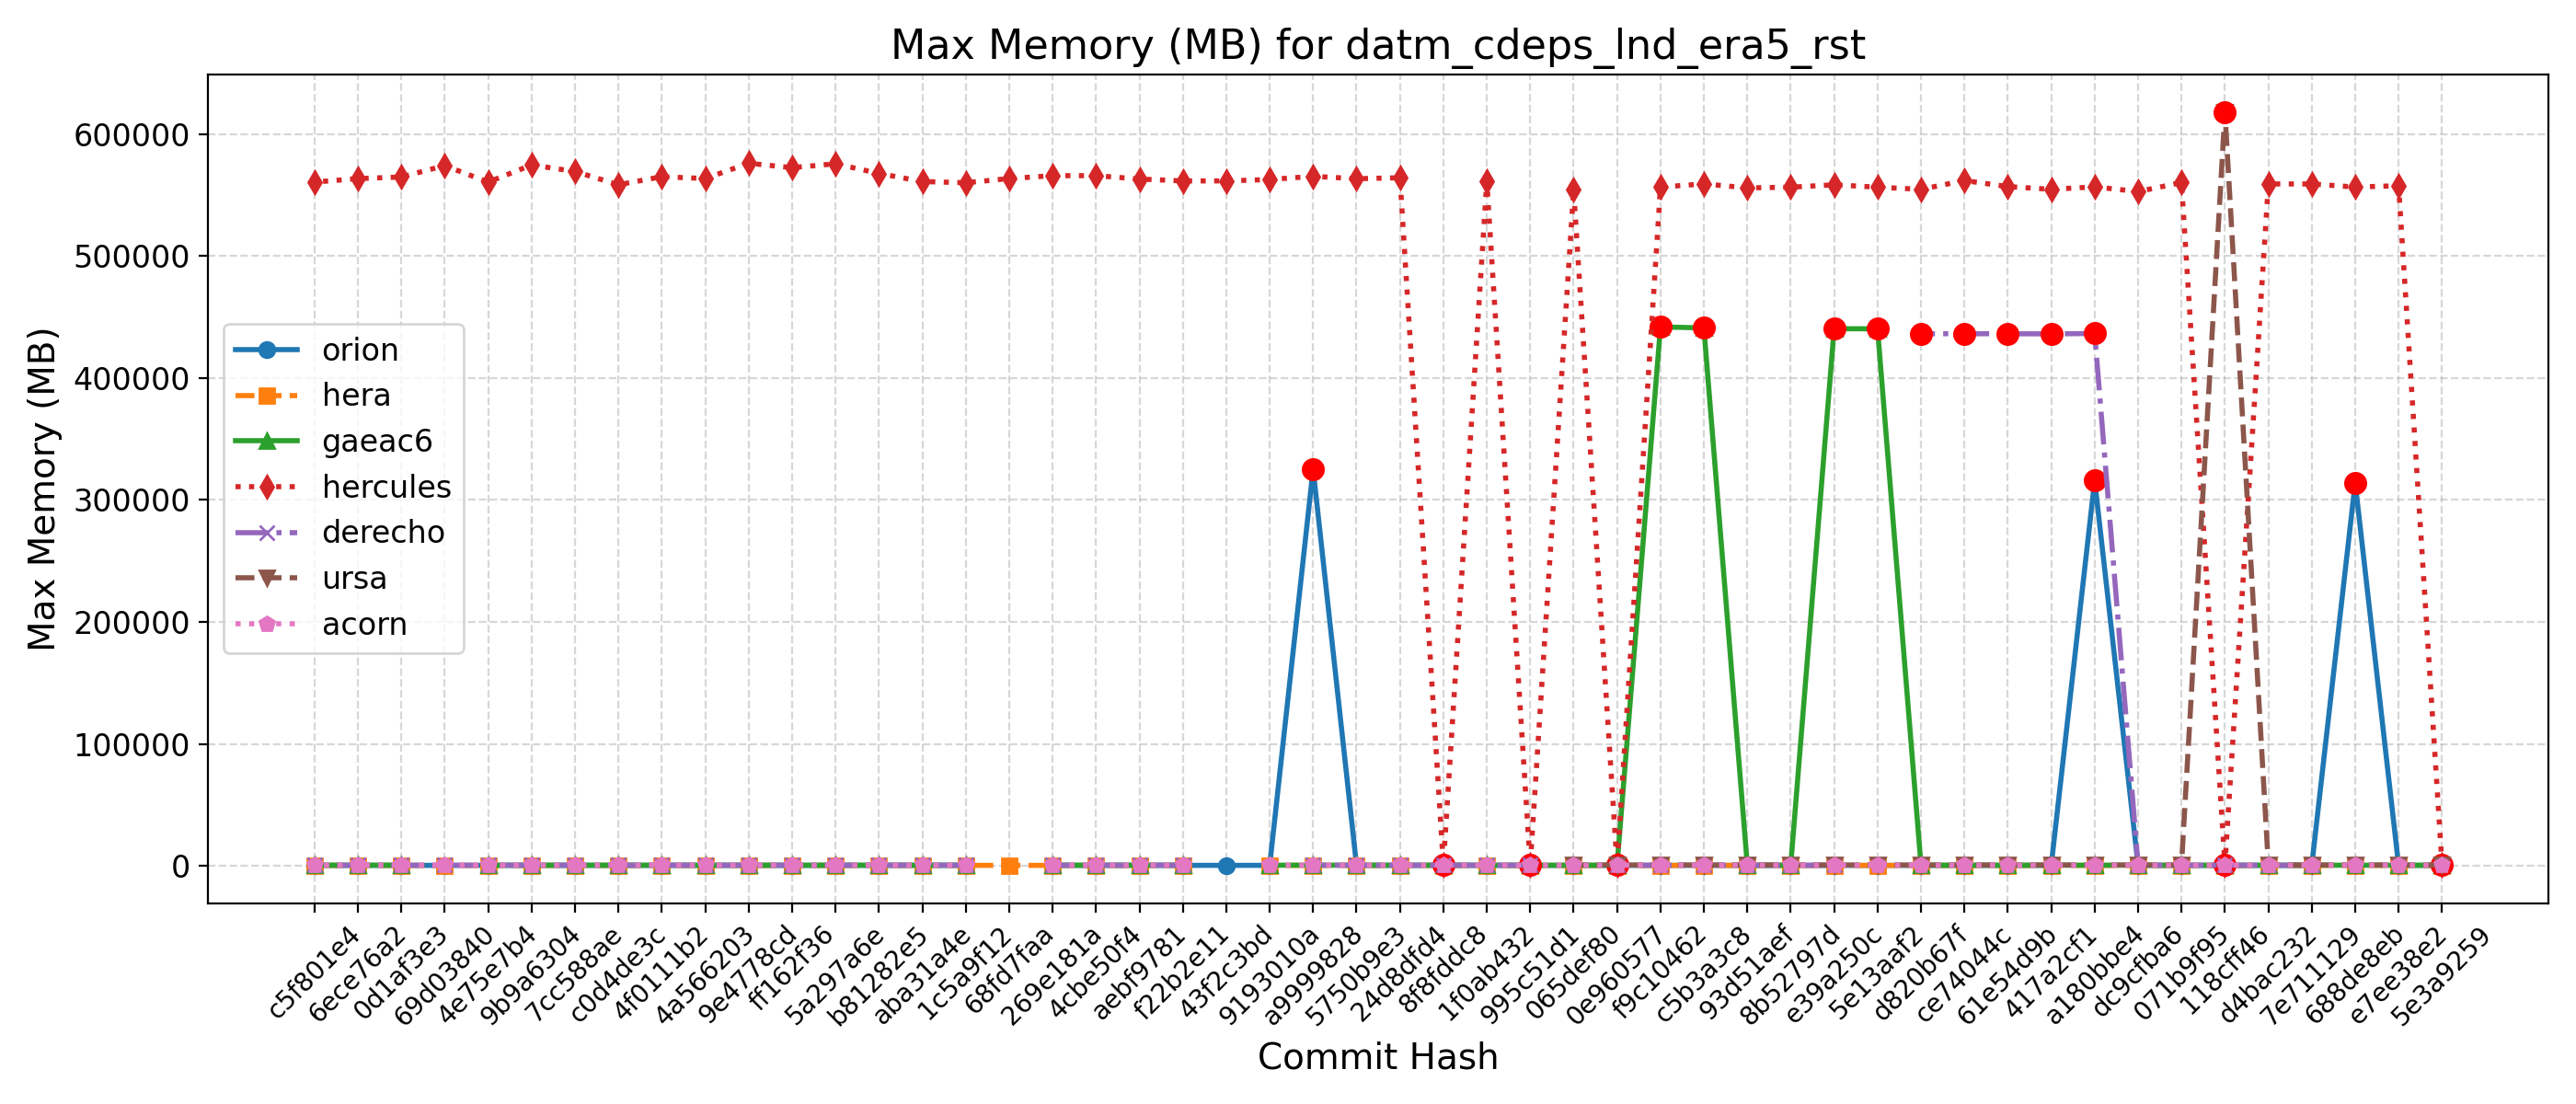 Max Memory (MB) for datm_cdeps_lnd_era5_rst
Max Memory (MB)
600000
500000
400000
300000
200000
100000
0
orion
hera
gaeac6
hercules
derecho
ursa
acorn
c5f801e4
6ece76a2
0d1af3e3
69d03840
4e75e7b4
9b9a6304
7cc588ae
c0d4de3c
4f0111b2
4a566203
9e4778cd
ff162f36
5a297a6e
b81282e5
aba31a4e
1c5a9f12
68fd7faa
269e181a
4cbe50f4
aebf9781
f22b2e11
43f2c3bd
9193010a
a9999828
5750b9e3
24d8dfd4
8f8fddc8
1f0ab432
995c51d1
065def80
0e960577
f9c10462
c5b3a3c8
93d51aef
8b52797d
e39a250c
5e13aaf2
d820b67f
ce74044c
61e54d9b
417a2cf1
a180bbe4
dc9cfba6
071b9f95
118cff46
d4bac232
7e711129
688de8eb
e7ee38e2
5e3a9259
Commit Hash